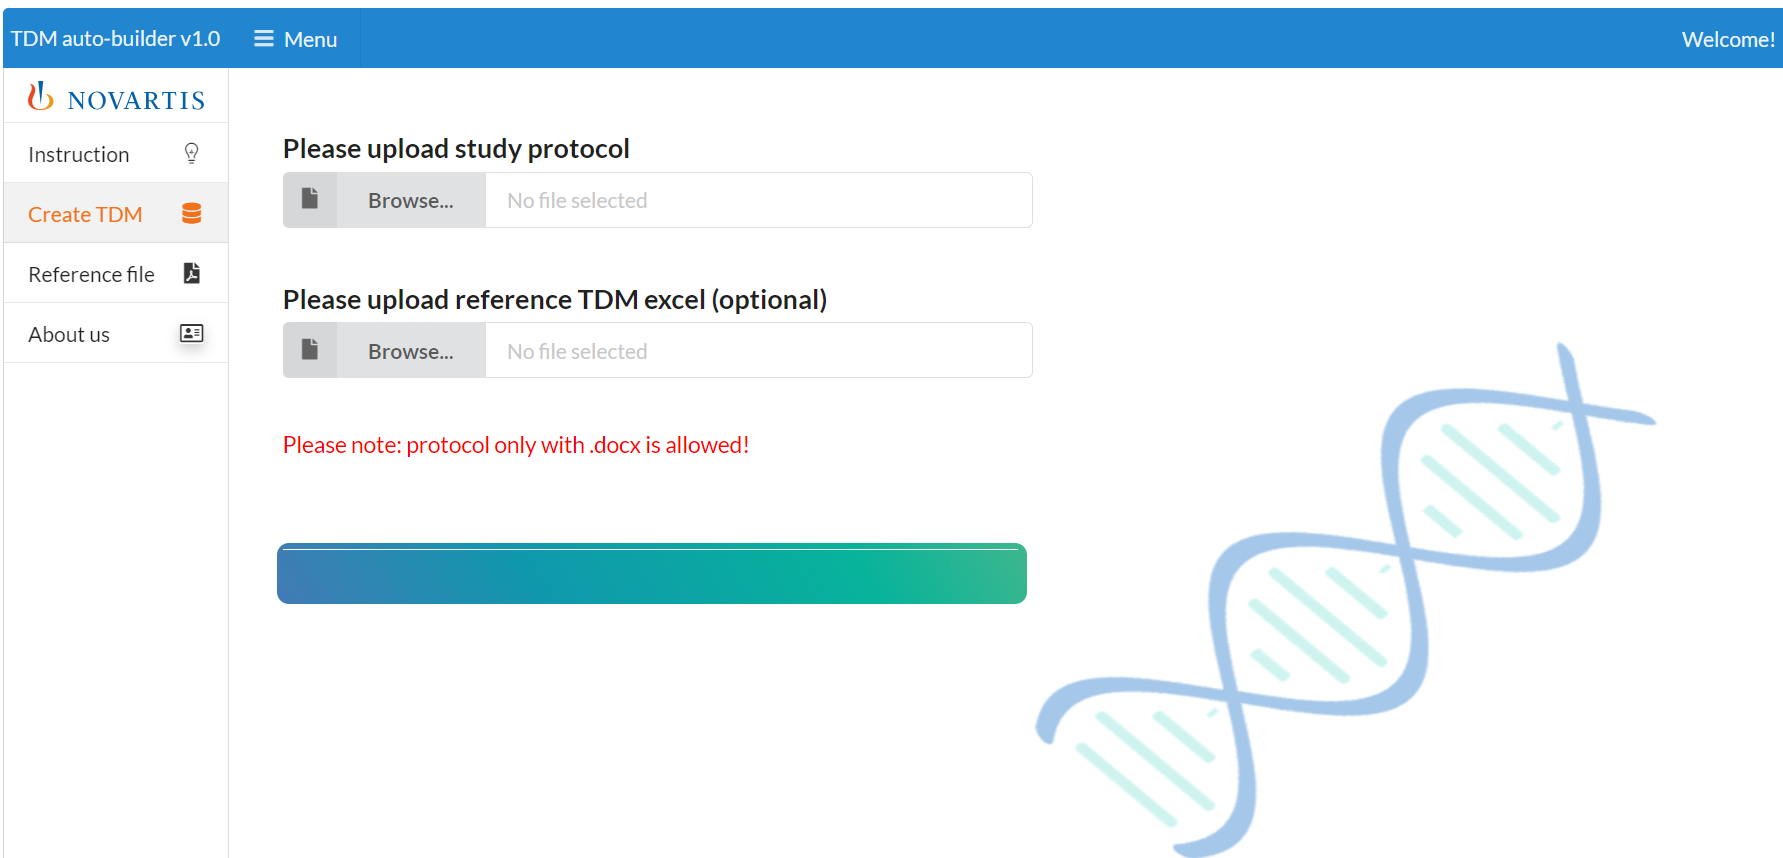 TDM auto-builder v1.0
Menu
Welcome!
NOVARTIS
Instruction
Create TDM
Reference file
About us
Please upload study protocol
Browse...
No file selected
Please upload reference TDM excel (optional)
Browse...
No file selected
Please note: protocol only with .docx is allowed!